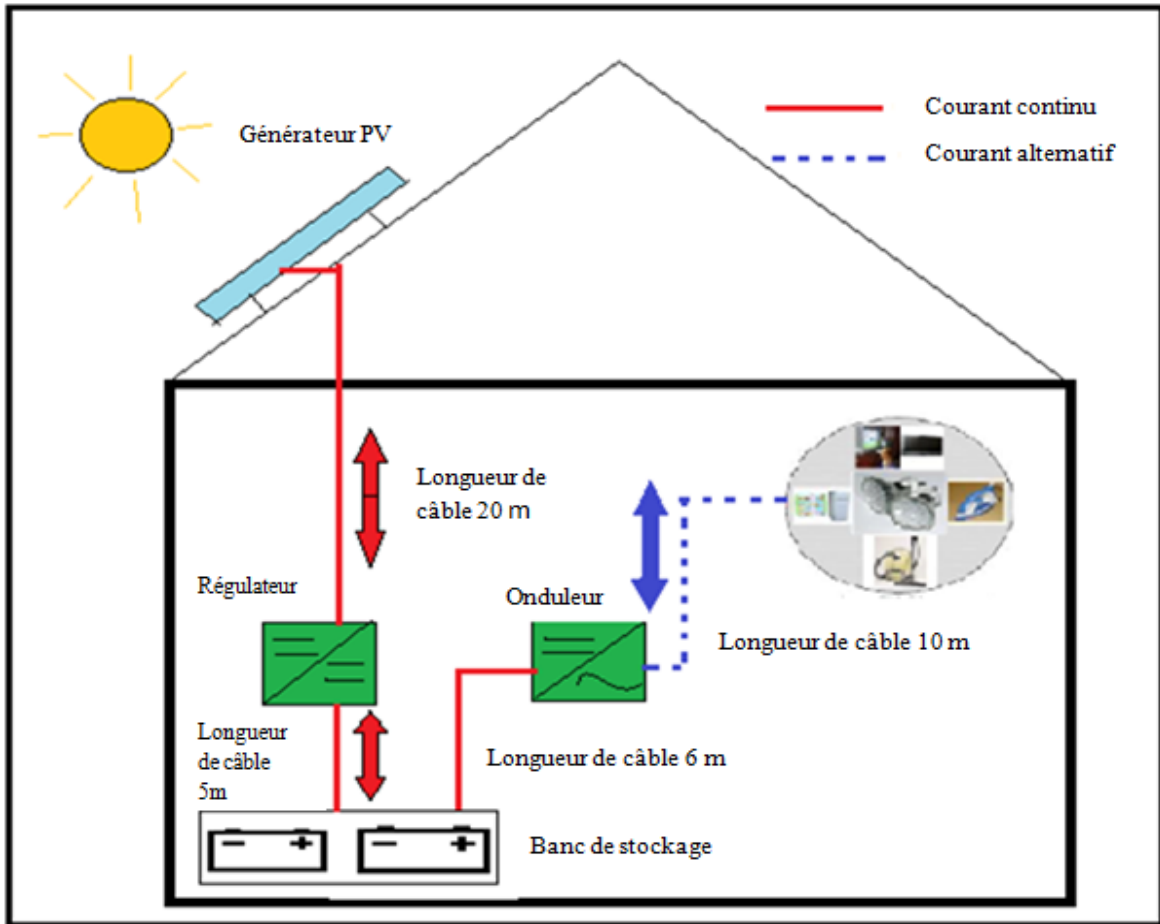 Générateur PV
Courant continu
Courant alternatif
Longueur de
câble 20 m
Régulateur
Onduleur
Longueur de câble 10 m
Longueur
de câble
5m
Longueur de câble 6 m
Banc de stockage